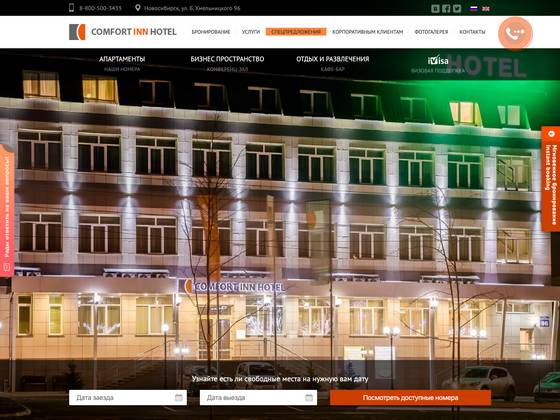 8-800-500-3433
Новосибирск, ул. Б. Хмельницкого 96
COMFORT INN HOTEL
БРОНИРОВАНИЕ
УСЛУГИ
СПЕЦПРЕДЛОЖЕНИЯ
КОРПОРАТИВНЫМ КЛИЕНТАМ
ФОТОГАЛЕРЕЯ
КОНТАКТЫ
АПАРТАМЕНТЫ
НАШИ НОМЕРА
БИЗНЕС ПРОСТРАНСТВО
КОНФЕРЕНЦ ЗАЛ
ОТДЫХ И РАЗВЛЕЧЕНИЯ
КАФЕ-БАР
iVisa
ВИЗОВАЯ ПОДДЕРЖКА
HOTEL
Мгновенное бронирование
Instant booking
Рады ответить на ваши вопросы!
COMFORT INN HOTEL
96
Узнайте есть ли свободные места на нужную вам дату
Дата заезда
Дата выезда
Посмотреть доступные номера